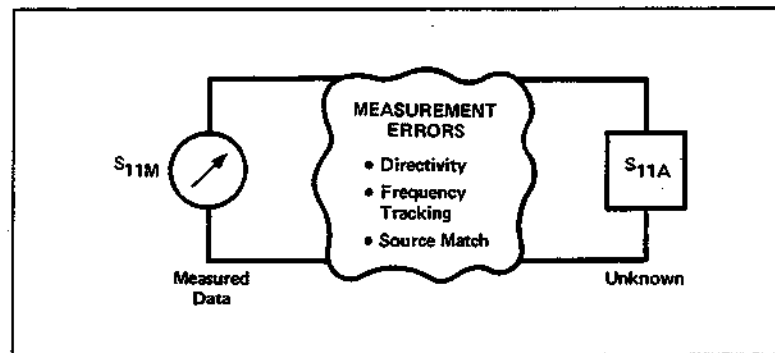 MEASUREMENT
ERRORS
• Directivity
• Frequency
Tracking
• Source Match
S11M
S11A
Measured
Data
Unknown